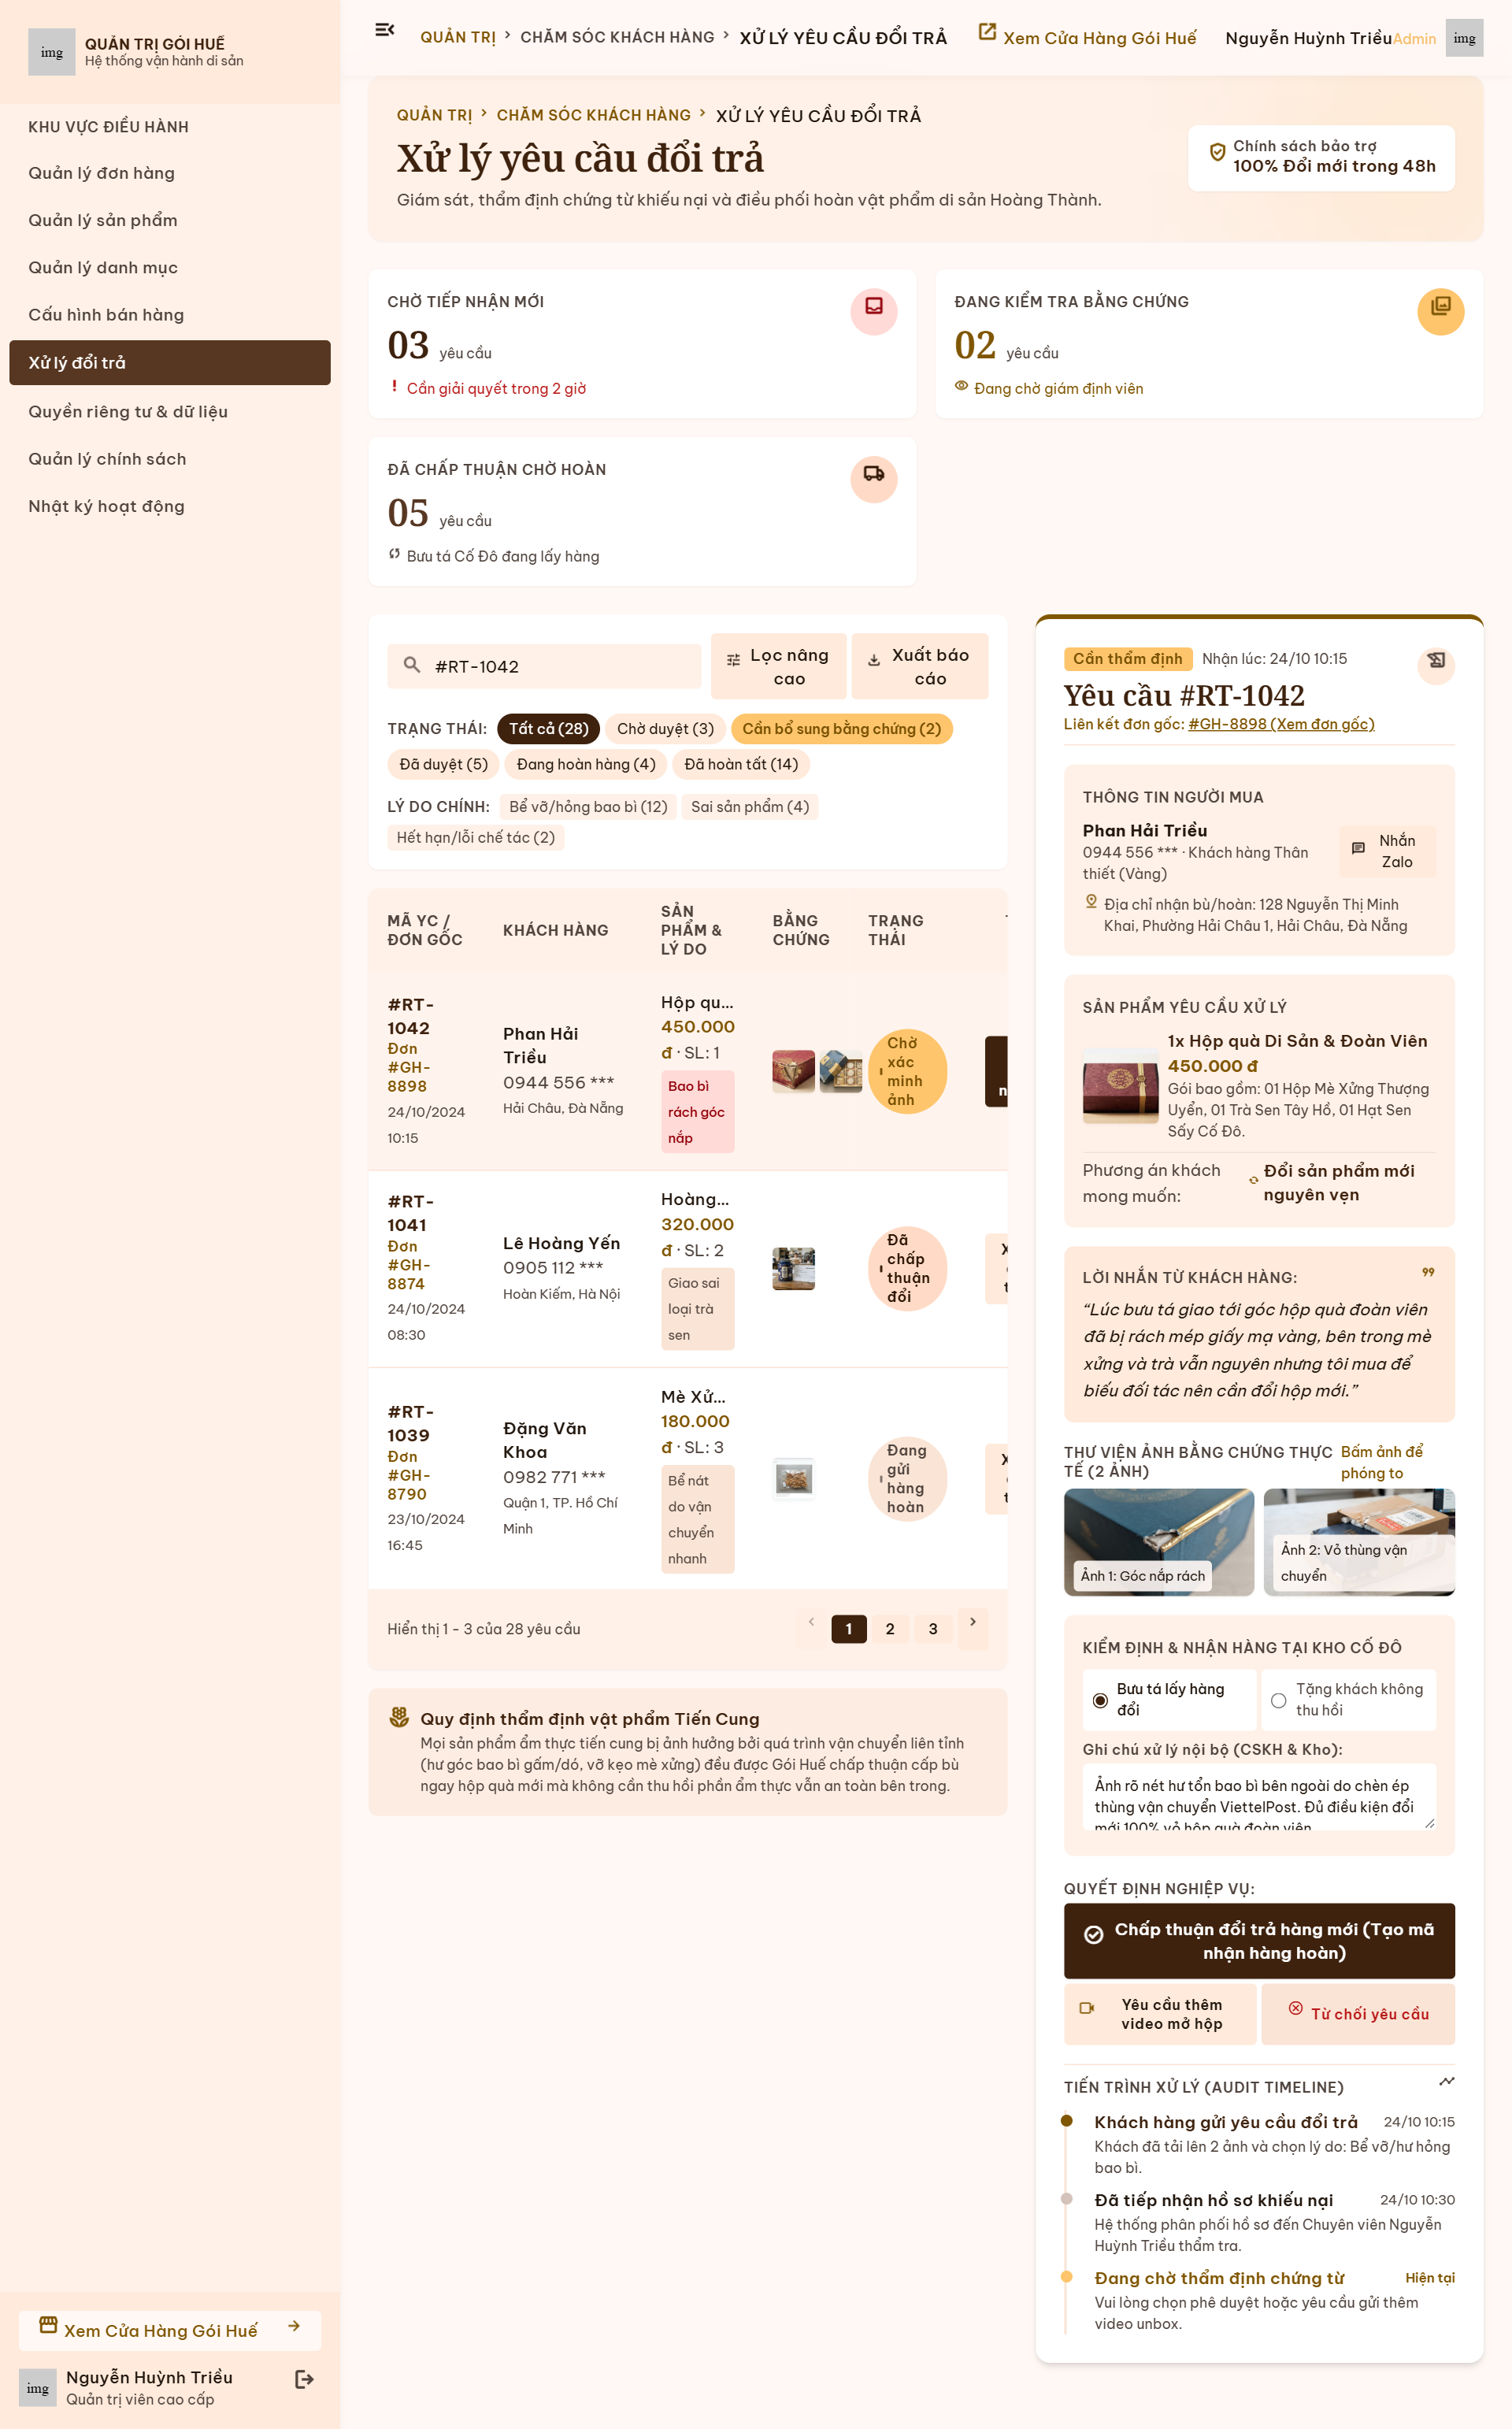 img
QUẢN TRỊ GÓI HUẾ
Hệ thống vận hành di sản
KHU VỰC ĐIỀU HÀNH
Quản lý đơn hàng
Quản lý sản phẩm
Quản lý danh mục
Cấu hình bán hàng
Xử lý đổi trả
Quyền riêng tư & dữ liệu
Quản lý chính sách
Nhật ký hoạt động
Xem Cửa Hàng Gói Huế
img
Nguyễn Huỳnh Triều
Quản trị viên cao cấp
QUẢN TRỊ › CHĂM SÓC KHÁCH HÀNG › XỬ LÝ YÊU CẦU ĐỔI TRẢ
Xem Cửa Hàng Gói Huế
Nguyễn Huỳnh TriềuAdmin
img
QUẢN TRỊ › CHĂM SÓC KHÁCH HÀNG › XỬ LÝ YÊU CẦU ĐỔI TRẢ
Xử lý yêu cầu đổi trả
Giám sát, thẩm định chứng từ khiếu nại và điều phối hoàn vật phẩm di sản Hoàng Thành.
Chính sách bảo trợ
100% Đổi mới trong 48h
CHỜ TIẾP NHẬN MỚI
03 yêu cầu
Cần giải quyết trong 2 giờ
ĐANG KIỂM TRA BẰNG CHỨNG
02 yêu cầu
Đang chờ giám định viên
ĐÃ CHẤP THUẬN CHỜ HOÀN
05 yêu cầu
Bưu tá Cố Đô đang lấy hàng
#RT-1042
Lọc nâng
cao
Xuất báo
cáo
TRẠNG THÁI: Tất cả (28) Chờ duyệt (3) Cần bổ sung bằng chứng (2)
Đã duyệt (5) Đang hoàn hàng (4) Đã hoàn tất (14)
LÝ DO CHÍNH: Bể vỡ/hỏng bao bì (12) Sai sản phẩm (4)
Hết hạn/lỗi chế tác (2)
MÃ YC /
ĐƠN GỐC
KHÁCH HÀNG
SẢN
PHẨM &
LÝ DO
BẰNG
CHỨNG
TRẠNG
THÁI
#RT-
1042
Đơn
#GH-
8898
24/10/2024
10:15
Phan Hải
Triều
0944 556 ***
Hải Châu, Đà Nẵng
Hộp qu...
450.000
đ · SL: 1
Bao bì
rách góc
nắp
Chờ
xác
minh
ảnh
#RT-
1041
Đơn
#GH-
8874
24/10/2024
08:30
Lê Hoàng Yến
0905 112 ***
Hoàn Kiếm, Hà Nội
Hoàng...
320.000
đ · SL: 2
Giao sai
loại trà
sen
Đã
chấp
thuận
đổi
#RT-
1039
Đơn
#GH-
8790
23/10/2024
16:45
Đặng Văn
Khoa
0982 771 ***
Quận 1, TP. Hồ Chí
Minh
Mè Xử...
180.000
đ · SL: 3
Bể nát
do vận
chuyển
nhanh
Đang
gửi
hàng
hoàn
Hiển thị 1 - 3 của 28 yêu cầu
‹ 1 2 3 ›
Quy định thẩm định vật phẩm Tiến Cung
Mọi sản phẩm ẩm thực tiến cung bị ảnh hưởng bởi quá trình vận chuyển liên tỉnh
(hư góc bao bì gấm/dó, vỡ kẹo mè xửng) đều được Gói Huế chấp thuận cấp bù
ngay hộp quà mới mà không cần thu hồi phần ẩm thực vẫn an toàn bên trong.
Cần thẩm định Nhận lúc: 24/10 10:15
Yêu cầu #RT-1042
Liên kết đơn gốc: #GH-8898 (Xem đơn gốc)
THÔNG TIN NGƯỜI MUA
Phan Hải Triều
0944 556 *** · Khách hàng Thân
thiết (Vàng)
Nhắn
Zalo
Địa chỉ nhận bù/hoàn: 128 Nguyễn Thị Minh
Khai, Phường Hải Châu 1, Hải Châu, Đà Nẵng
SẢN PHẨM YÊU CẦU XỬ LÝ
1x Hộp quà Di Sản & Đoàn Viên
450.000 đ
Gói bao gồm: 01 Hộp Mè Xửng Thượng
Uyển, 01 Trà Sen Tây Hồ, 01 Hạt Sen
Sấy Cố Đô.
Phương án khách
mong muốn:
Đổi sản phẩm mới
nguyên vẹn
LỜI NHẮN TỪ KHÁCH HÀNG:
“Lúc bưu tá giao tới góc hộp quà đoàn viên
đã bị rách mép giấy mạ vàng, bên trong mè
xửng và trà vẫn nguyên nhưng tôi mua để
biếu đối tác nên cần đổi hộp mới.”
THƯ VIỆN ẢNH BẰNG CHỨNG THỰC
TẾ (2 ẢNH)
Bấm ảnh để
phóng to
Ảnh 1: Góc nắp rách
Ảnh 2: Vỏ thùng vận
chuyển
KIỂM ĐỊNH & NHẬN HÀNG TẠI KHO CỐ ĐÔ
Bưu tá lấy hàng
đổi
Tặng khách không
thu hồi
Ghi chú xử lý nội bộ (CSKH & Kho):
Ảnh rõ nét hư tổn bao bì bên ngoài do chèn ép
thùng vận chuyển ViettelPost. Đủ điều kiện đổi
mới 100% vỏ hộp quà đoàn viên
QUYẾT ĐỊNH NGHIỆP VỤ:
Chấp thuận đổi trả hàng mới (Tạo mã
nhận hàng hoàn)
Yêu cầu thêm
video mở hộp
Từ chối yêu cầu
TIẾN TRÌNH XỬ LÝ (AUDIT TIMELINE)
Khách hàng gửi yêu cầu đổi trả 24/10 10:15
Khách đã tải lên 2 ảnh và chọn lý do: Bể vỡ/hư hỏng
bao bì.
Đã tiếp nhận hồ sơ khiếu nại 24/10 10:30
Hệ thống phân phối hồ sơ đến Chuyên viên Nguyễn
Huỳnh Triều thẩm tra.
Đang chờ thẩm định chứng từ Hiện tại
Vui lòng chọn phê duyệt hoặc yêu cầu gửi thêm
video unbox.